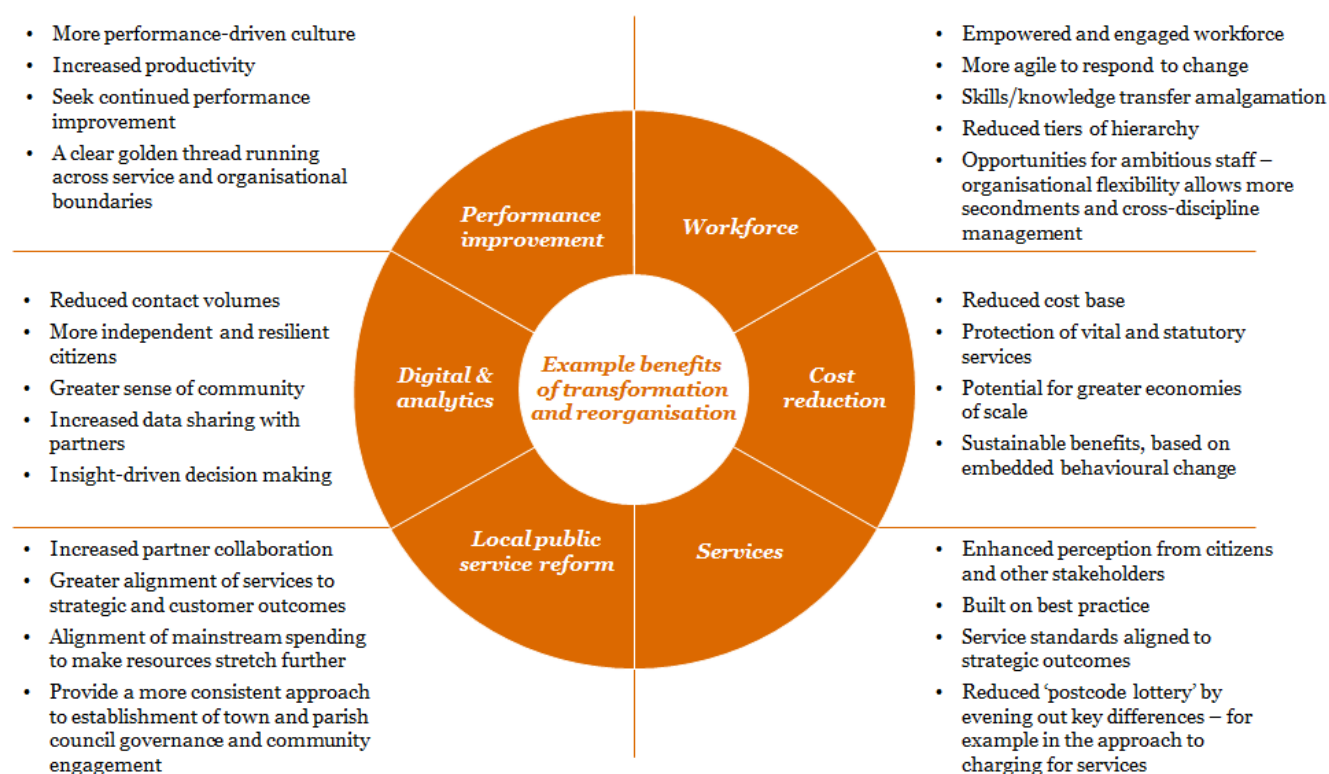 • More performance-driven culture
• Increased productivity
• Seek continued performance
improvement
• A clear golden thread running
across service and organisational
boundaries
• Empowered and engaged workforce
• More agile to respond to change
• Skills/knowledge transfer amalgamation
• Reduced tiers of hierarchy
• Opportunities for ambitious staff –
organisational flexibility allows more
secondments and cross-discipline
management
Performance
improvement
Workforce
• Reduced contact volumes
• More independent and resilient
citizens
• Greater sense of community
• Increased data sharing with
partners
• Insight-driven decision making
Digital &
analytics
Example benefits
of transformation
and reorganisation
Cost
reduction
• Reduced cost base
• Protection of vital and statutory
services
• Potential for greater economies
of scale
• Sustainable benefits, based on
embedded behavioural change
Local public
service reform
Services
• Increased partner collaboration
• Greater alignment of services to
strategic and customer outcomes
• Alignment of mainstream spending
to make resources stretch further
• Provide a more consistent approach
to establishment of town and parish
council governance and community
engagement
• Enhanced perception from citizens
and other stakeholders
• Built on best practice
• Service standards aligned to
strategic outcomes
• Reduced ‘postcode lottery’ by
evening out key differences – for
example in the approach to
charging for services